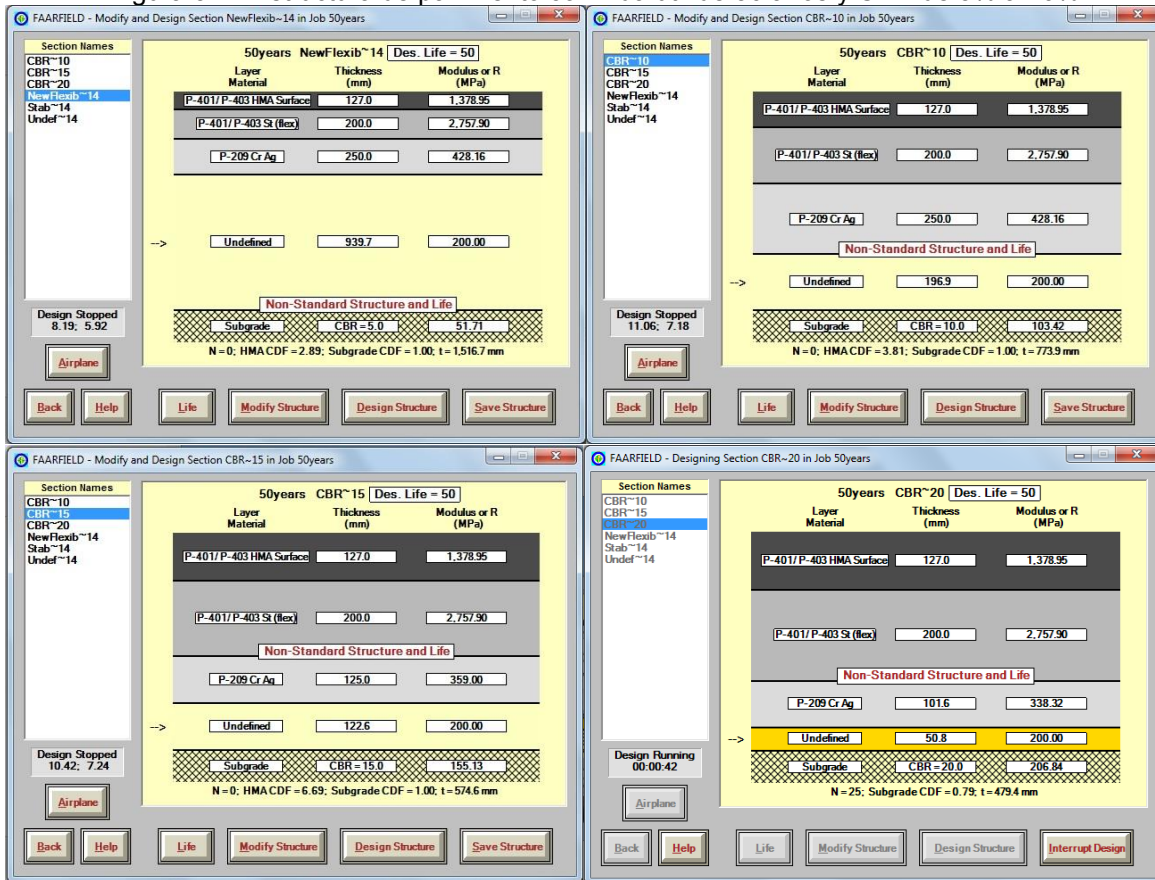 FAARFIELD - Modify and Design Section NewFlexib~14 in Job 50years
Section Names
CBR~10
CBR~15
CBR~20
NewFlexib~14
Stab~14
Undef~14
50years NewFlexib~14 Des. Life = 50
Layer Material Thickness (mm) Modulus or R (MPa)
P-401/ P-403 HMA Surface 127.0 1,378.95
P-401/ P-403 St (flex) 200.0 2,757.90
P-209 Cr Ag 250.0 428.16
--> Undefined 939.7 200.00
Non-Standard Structure and Life
Subgrade CBR = 5.0 51.71
N = 0; HMA CDF = 2.89; Subgrade CDF = 1.00; t = 1,516.7 mm
Design Stopped
8.19; 5.92
Airplane
Back Help Life Modify Structure Design Structure Save Structure
FAARFIELD - Modify and Design Section CBR~10 in Job 50years
Section Names
CBR~10
CBR~15
CBR~20
NewFlexib~14
Stab~14
Undef~14
50years CBR~10 Des. Life = 50
Layer Material Thickness (mm) Modulus or R (MPa)
P-401/ P-403 HMA Surface 127.0 1,378.95
P-401/ P-403 St (flex) 200.0 2,757.90
P-209 Cr Ag 250.0 428.16
Non-Standard Structure and Life
--> Undefined 196.9 200.00
Subgrade CBR = 10.0 103.42
N = 0; HMA CDF = 3.81; Subgrade CDF = 1.00; t = 773.9 mm
Design Stopped
11.06; 7.18
Airplane
Back Help Life Modify Structure Design Structure Save Structure
FAARFIELD - Modify and Design Section CBR~15 in Job 50years
Section Names
CBR~10
CBR~15
CBR~20
NewFlexib~14
Stab~14
Undef~14
50years CBR~15 Des. Life = 50
Layer Material Thickness (mm) Modulus or R (MPa)
P-401/ P-403 HMA Surface 127.0 1,378.95
P-401/ P-403 St (flex) 200.0 2,757.90
Non-Standard Structure and Life
P-209 Cr Ag 125.0 359.00
--> Undefined 122.6 200.00
Subgrade CBR = 15.0 155.13
N = 0; HMA CDF = 6.69; Subgrade CDF = 1.00; t = 574.6 mm
Design Stopped
10.42; 7.24
Airplane
Back Help Life Modify Structure Design Structure Save Structure
FAARFIELD - Designing Section CBR~20 in Job 50years
Section Names
CBR~10
CBR~15
CBR~20
NewFlexib~14
Stab~14
Undef~14
50years CBR~20 Des. Life = 50
Layer Material Thickness (mm) Modulus or R (MPa)
P-401/ P-403 HMA Surface 127.0 1,378.95
P-401/ P-403 St (flex) 200.0 2,757.90
Non-Standard Structure and Life
P-209 Cr Ag 101.6 338.32
--> Undefined 50.8 200.00
Subgrade CBR = 20.0 206.84
N = 25; Subgrade CDF = 0.79; t = 479.4 mm
Design Running
00:00:42
Airplane
Back Help Life Modify Structure Design Structure Interrupt Design